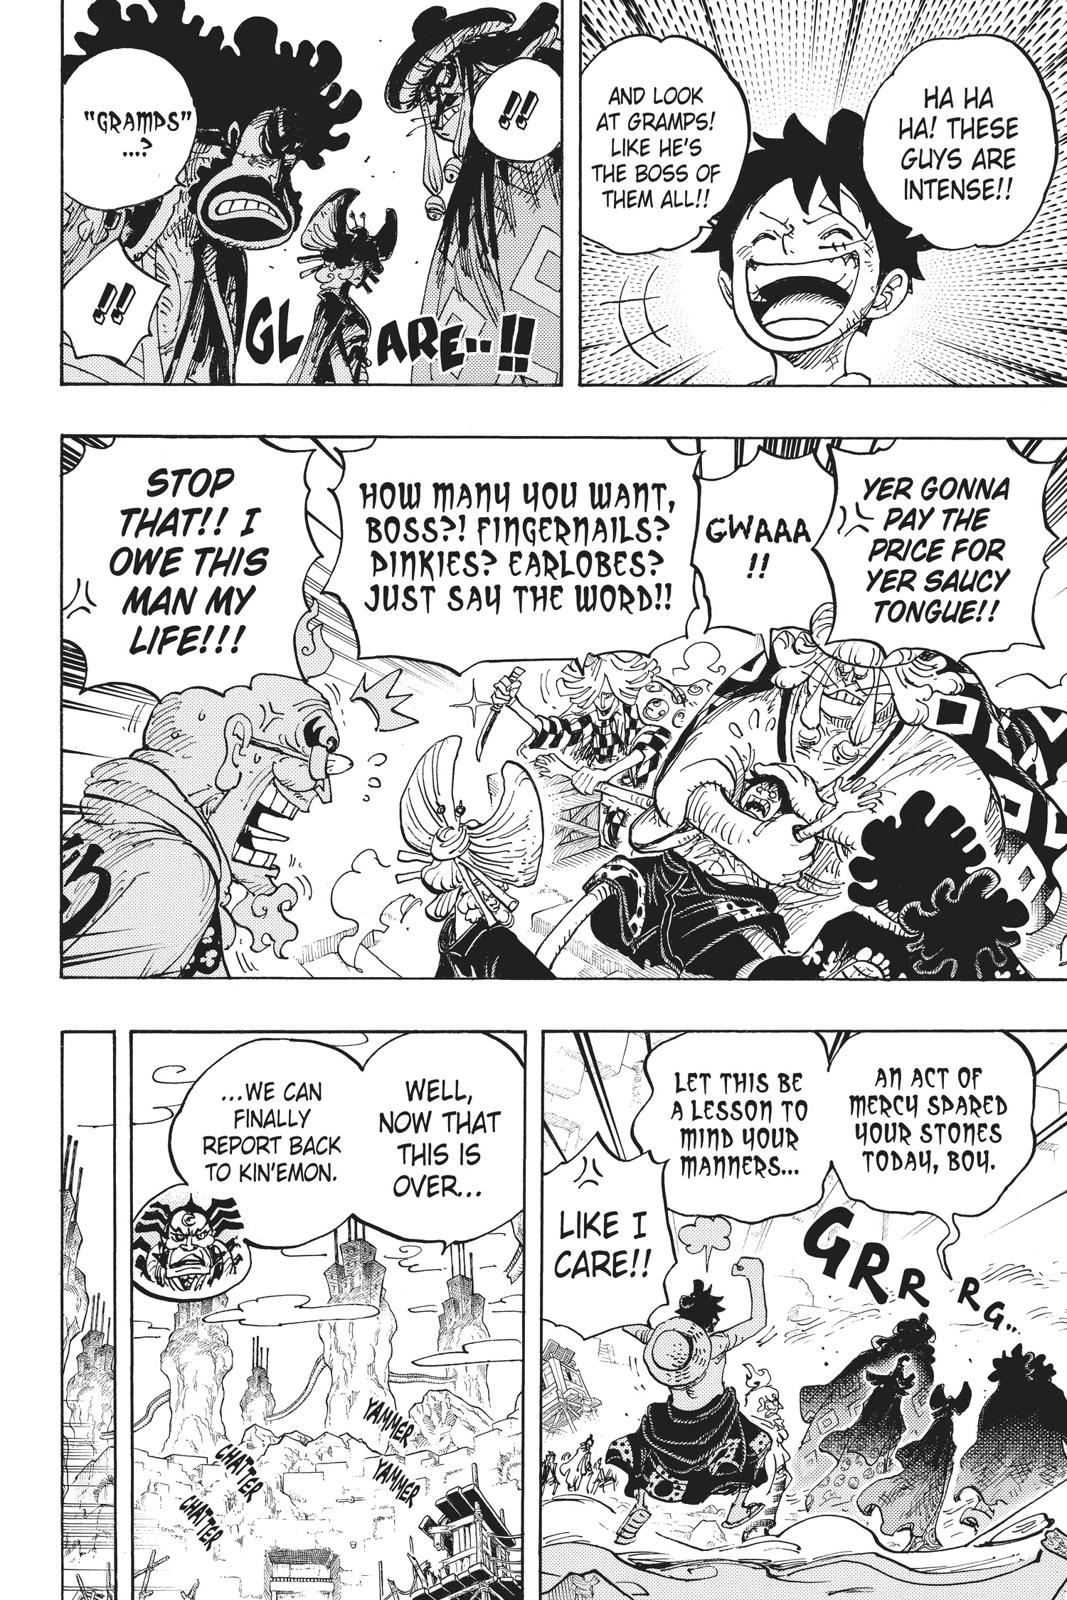 HA HA
HA! THESE
GUYS ARE
INTENSE!!
AND LOOK
AT GRAMPS!
LIKE HE'S
THE BOSS OF
THEM ALL!!
!!
"GRAMPS"
...?
!!
GLARE..!!
YER GONNA
PAY THE
PRICE FOR
YER SAUCY
TONGUE!!
GWAAA
!!
HOW MANY YOU WANT,
BOSS?! FINGERNAILS?
PINKIES? EARLOBES?
JUST SAY THE WORD!!
STOP
THAT!! I
OWE THIS
MAN MY
LIFE!!!
AN ACT OF
MERCY SPARED
YOUR STONES
TODAY, BOY.
LET THIS BE
A LESSON TO
MIND YOUR
MANNERS...
GRRRG..
LIKE I
CARE!!
WELL,
NOW THAT
THIS IS
OVER...
...WE CAN
FINALLY
REPORT BACK
TO KIN'EMON.
YAMMER
YAMMER
CHATTER
CHATTER